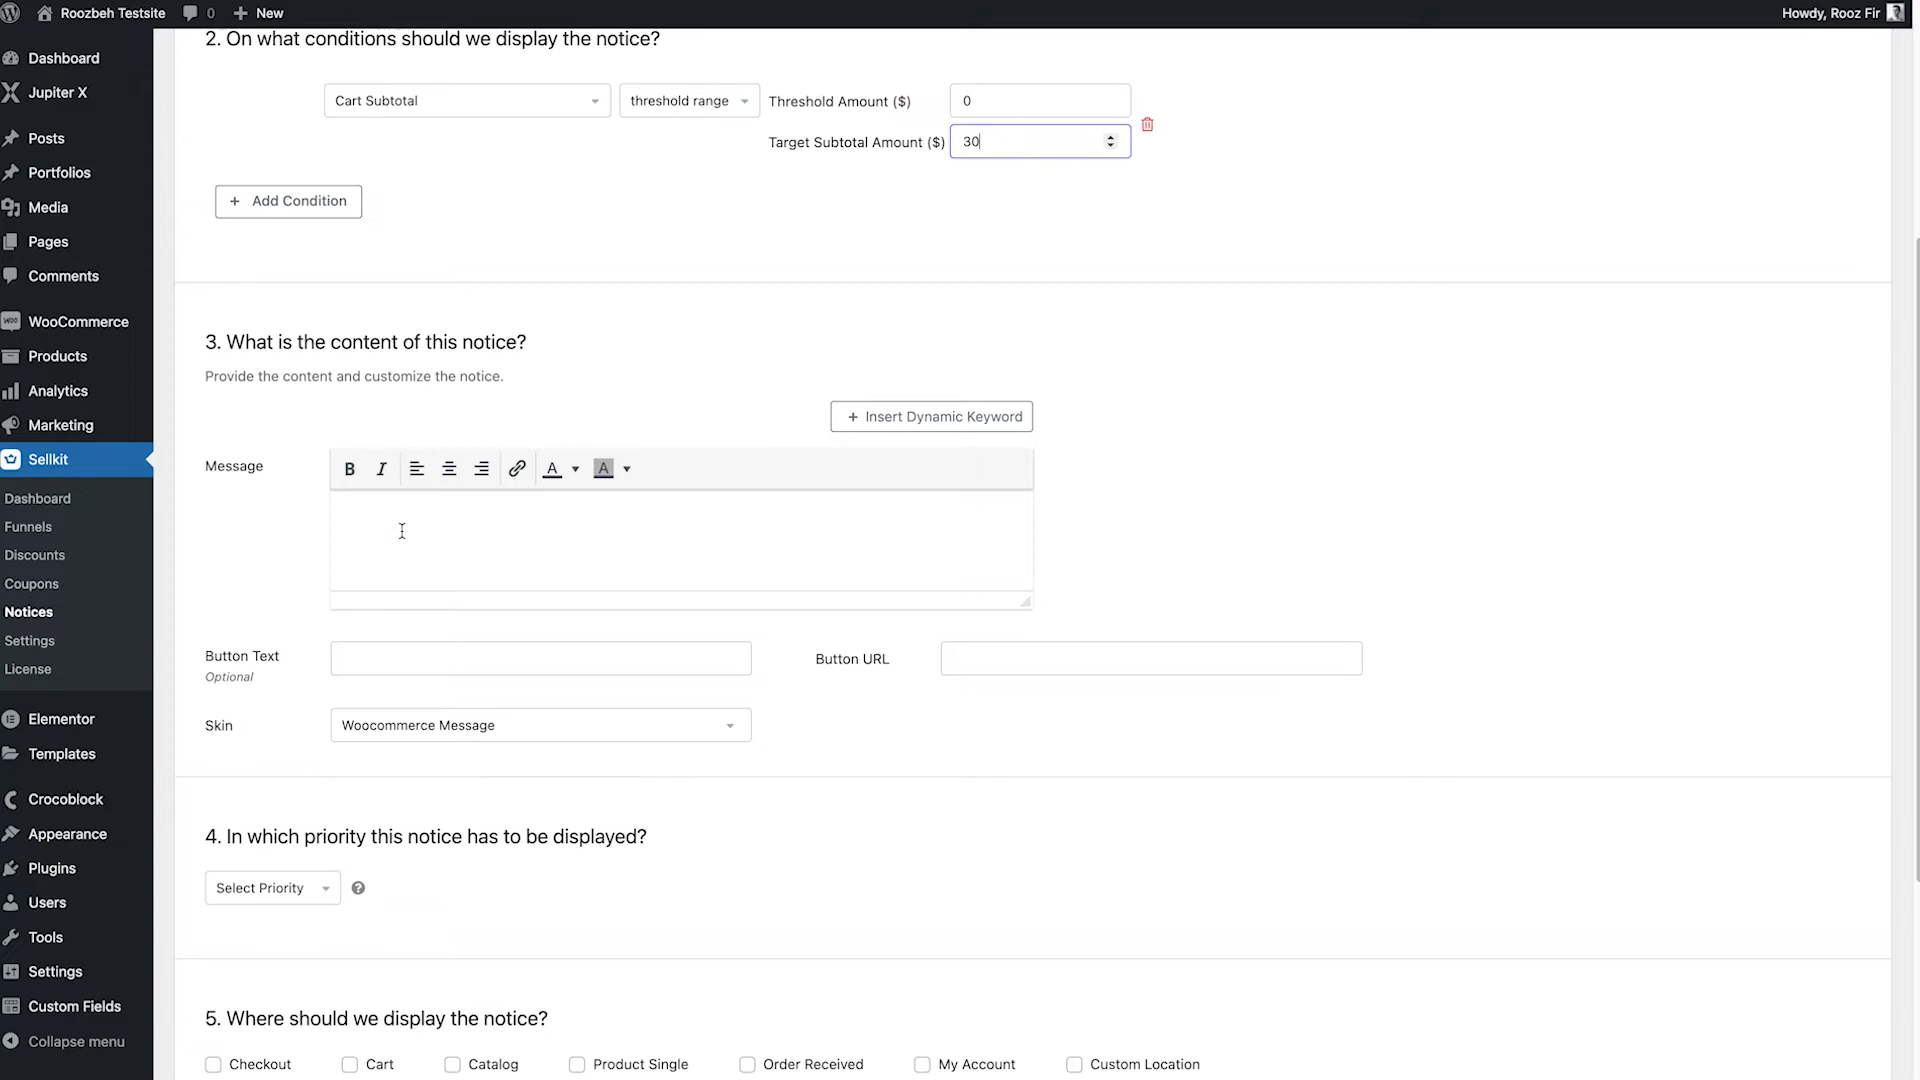 Roozbeh Testsite
0
New
Howdy, Rooz Fir
Dashboard
Jupiter X
Posts
Portfolios
Media
Pages
Comments
WooCommerce
Products
Analytics
Marketing
Sellkit
Dashboard
Funnels
Discounts
Coupons
Notices
Settings
License
Elementor
Templates
Crocoblock
Appearance
Plugins
Users
Tools
Settings
Custom Fields
Collapse menu
2. On what conditions should we display the notice?
Cart Subtotal
threshold range
Threshold Amount ($)
0
Target Subtotal Amount ($)
30
+ Add Condition
3. What is the content of this notice?
Provide the content and customize the notice.
+ Insert Dynamic Keyword
Message
B I A A
Button Text
Optional
Button URL
Skin
Woocommerce Message
4. In which priority this notice has to be displayed?
Select Priority
?
5. Where should we display the notice?
Checkout
Cart
Catalog
Product Single
Order Received
My Account
Custom Location